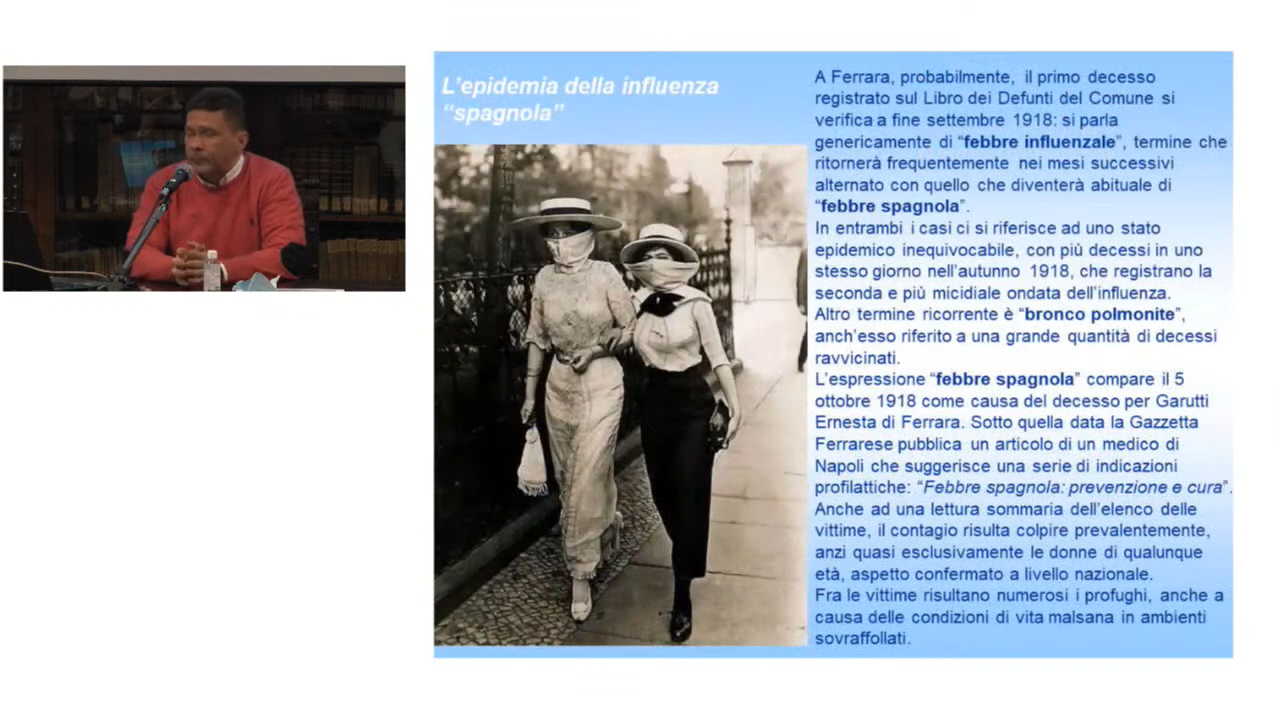 L'epidemia della influenza
“spagnola”
A Ferrara, probabilmente, il primo decesso
registrato sul Libro dei Defunti del Comune si
verifica a fine settembre 1918: si parla
genericamente di “febbre influenzale”, termine che
ritornerà frequentemente nei mesi successivi
alternato con quello che diventerà abituale di
“febbre spagnola”.
In entrambi i casi ci si riferisce ad uno stato
epidemico inequivocabile, con più decessi in uno
stesso giorno nell'autunno 1918, che registrano la
seconda e più micidiale ondata dell'influenza.
Altro termine ricorrente è “bronco polmonite”,
anch'esso riferito a una grande quantità di decessi
ravvicinati.
L'espressione “febbre spagnola” compare il 5
ottobre 1918 come causa del decesso per Garutti
Ernesta di Ferrara. Sotto quella data la Gazzetta
Ferrarese pubblica un articolo di un medico di
Napoli che suggerisce una serie di indicazioni
profilattiche: “Febbre spagnola: prevenzione e cura”.
Anche ad una lettura sommaria dell'elenco delle
vittime, il contagio risulta colpire prevalentemente,
anzi quasi esclusivamente le donne di qualunque
età, aspetto confermato a livello nazionale.
Fra le vittime risultano numerosi i profughi, anche a
causa delle condizioni di vita malsana in ambienti
sovraffollati.